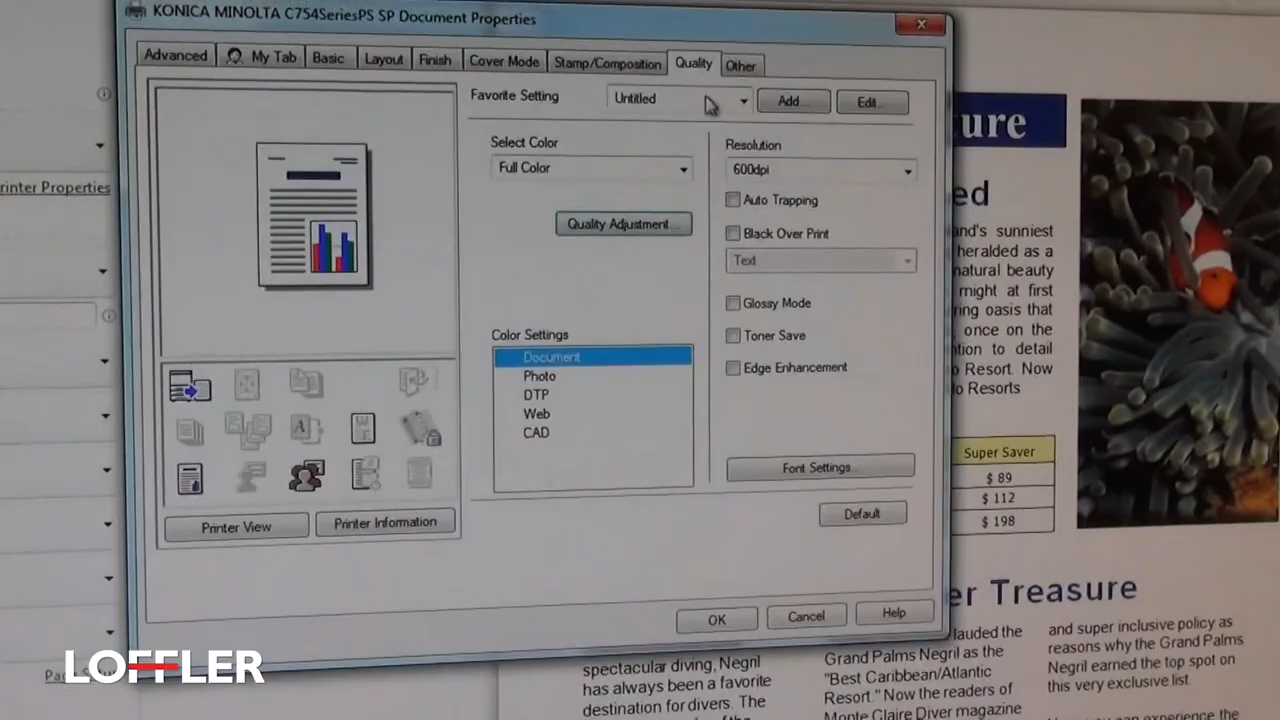 KONICA MINOLTA C754SeriesPS SP Document Properties
Advanced
My Tab
Basic
Layout
Finish
Cover Mode
Stamp/Composition
Quality
Other
Favorite Setting
Untitled
Add...
Edit...
Select Color
Full Color
Quality Adjustment...
Color Settings
Document
Photo
DTP
Web
CAD
Resolution
600dpi
Auto Trapping
Black Over Print
Text
Glossy Mode
Toner Save
Edge Enhancement
Font Settings...
Default
Printer View
Printer Information
OK
Cancel
Help
rinter Properties
LOFFLER
ture
ed
and's sunniest
heralded as a
natural beauty
might at first
ring oasis that
once on the
tion to detail
o Resort. Now
lo Resorts
Super Saver
$ 89
$ 112
$ 198
er Treasure
spectacular diving, Negril
has always been a favorite
destination for divers. The
lauded the
Grand Palms Negril as the
"Best Caribbean/Atlantic
Resort." Now the readers of
Monte Claire Diver magazine
and super inclusive policy as
reasons why the Grand Palms
Negril earned the top spot on
this very exclusive list.